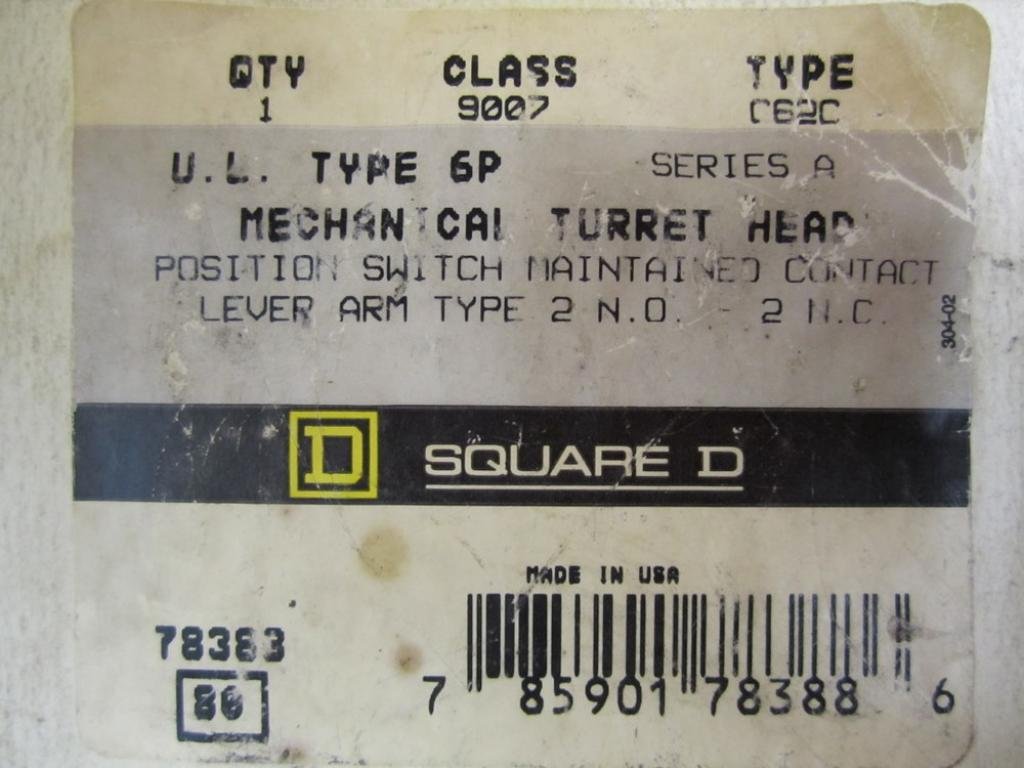 QTY CLASS TYPE
1 9007 C62C
U.L. TYPE 6P SERIES A
MECHANICAL TURRET HEAD
POSITION SWITCH MAINTAINED CONTACT
LEVER ARM TYPE 2 N.O. - 2 N.C.
304-02
D SQUARE D
MADE IN USA
78383
7 85901 78388 6